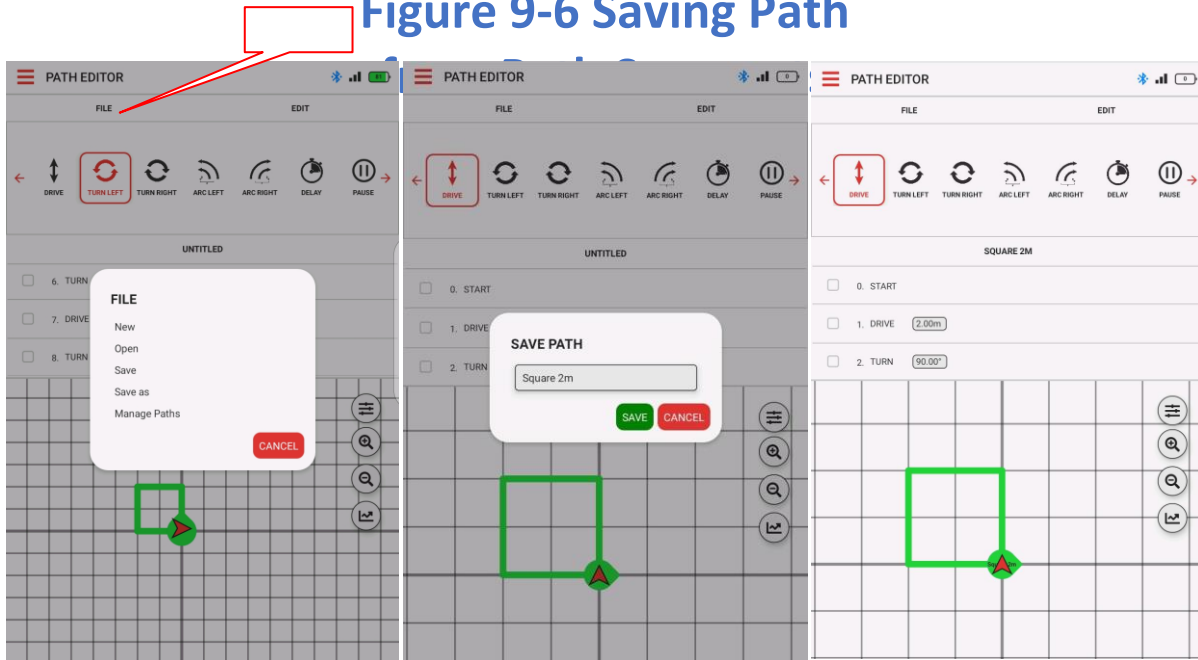 Figure 9-6 Saving Path
PATH EDITOR
FILE EDIT
DRIVE TURN LEFT TURN RIGHT ARC LEFT ARC RIGHT DELAY PAUSE
UNTITLED
6. TURN
7. DRIVE
8. TURN
FILE
New
Open
Save
Save as
Manage Paths
CANCEL
PATH EDITOR
FILE EDIT
DRIVE TURN LEFT TURN RIGHT ARC LEFT ARC RIGHT DELAY PAUSE
UNTITLED
0. START
1. DRIVE
2. TURN
SAVE PATH
Square 2m
SAVE CANCEL
PATH EDITOR
FILE EDIT
DRIVE TURN LEFT TURN RIGHT ARC LEFT ARC RIGHT DELAY PAUSE
SQUARE 2M
0. START
1. DRIVE 2.00m
2. TURN 90.00°